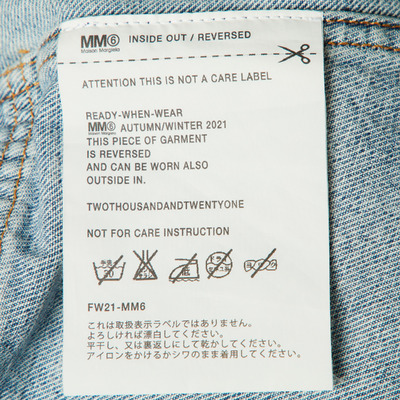 MM⑥ INSIDE OUT / REVERSED
Maison Margiela
ATTENTION THIS IS NOT A CARE LABEL
READY-WHEN-WEAR
MM⑥ AUTUMN/WINTER 2021
Maison Margiela
THIS PIECE OF GARMENT
IS REVERSED
AND CAN BE WORN ALSO
OUTSIDE IN.
TWOTHOUSANDANDTWENTYONE
NOT FOR CARE INSTRUCTION
FW21-MM6
これは取扱表示ラベルではありません。
よろしければ漂白してください。
平干し、又は裏返しにして乾かしてください。
アイロンをかけるかシワのまま着用してください。